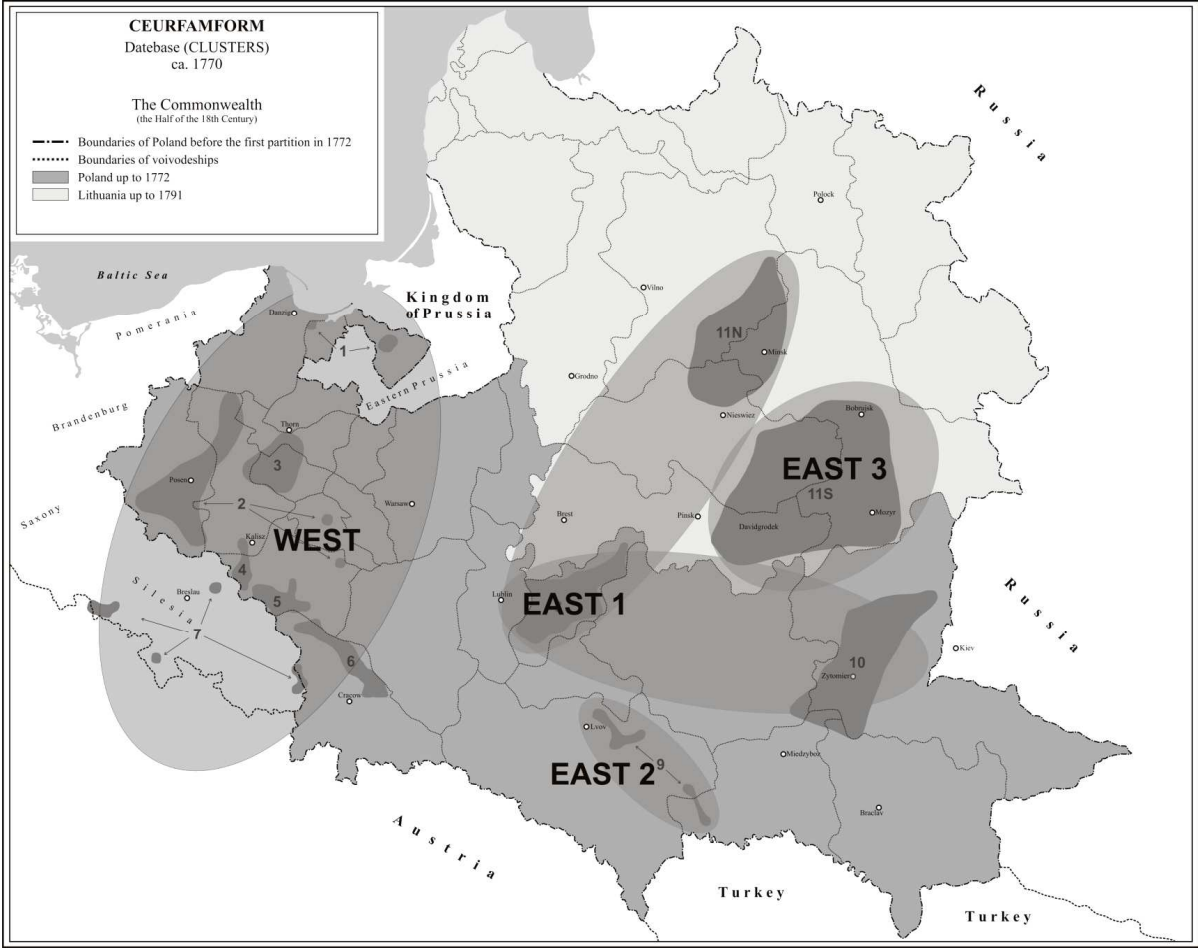 CEURFAMFORM
Datebase (CLUSTERS)
ca. 1770
The Commonwealth
(the Half of the 18th Century)
Boundaries of Poland before the first partition in 1772
Boundaries of voivodeships
Poland up to 1772
Lithuania up to 1791
Russia
Polock
Baltic Sea
Kingdom
of Prussia
Vilno
Pomerania
Danzig
11N
Minsk
1
Eastern Prussia
Grodno
Brandenburg
Nieswiez
Bobrujsk
Thorn
3
EAST 3
11S
Posen
2
Warsaw
Saxony
Brest
Pinsk
Davidgrodek
Mozyr
Kalisz
WEST
4
Silesia
Breslau
5
Lublin
EAST 1
Russia
7
Kiev
6
10
Zytomierz
Cracow
Lvov
Miedzyboz
EAST 2
9
Braclav
Austria
Turkey
Turkey